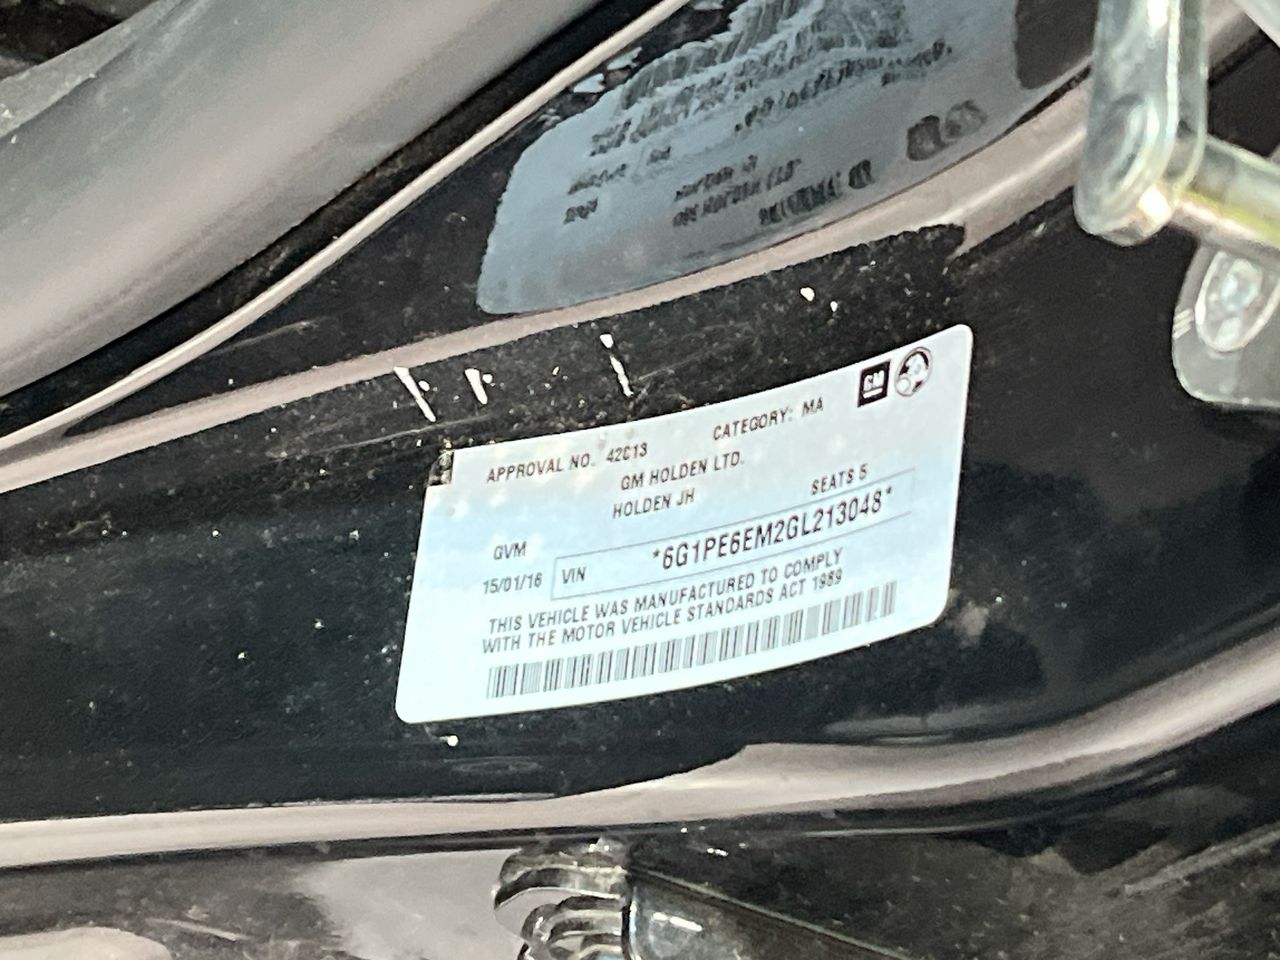 GM
APPROVAL NO. 42C13 CATEGORY: MA
GM HOLDEN LTD.
HOLDEN JH SEATS 5
GVM
15/01/16 VIN *6G1PE6EM2GL213048*
THIS VEHICLE WAS MANUFACTURED TO COMPLY
WITH THE MOTOR VEHICLE STANDARDS ACT 1989